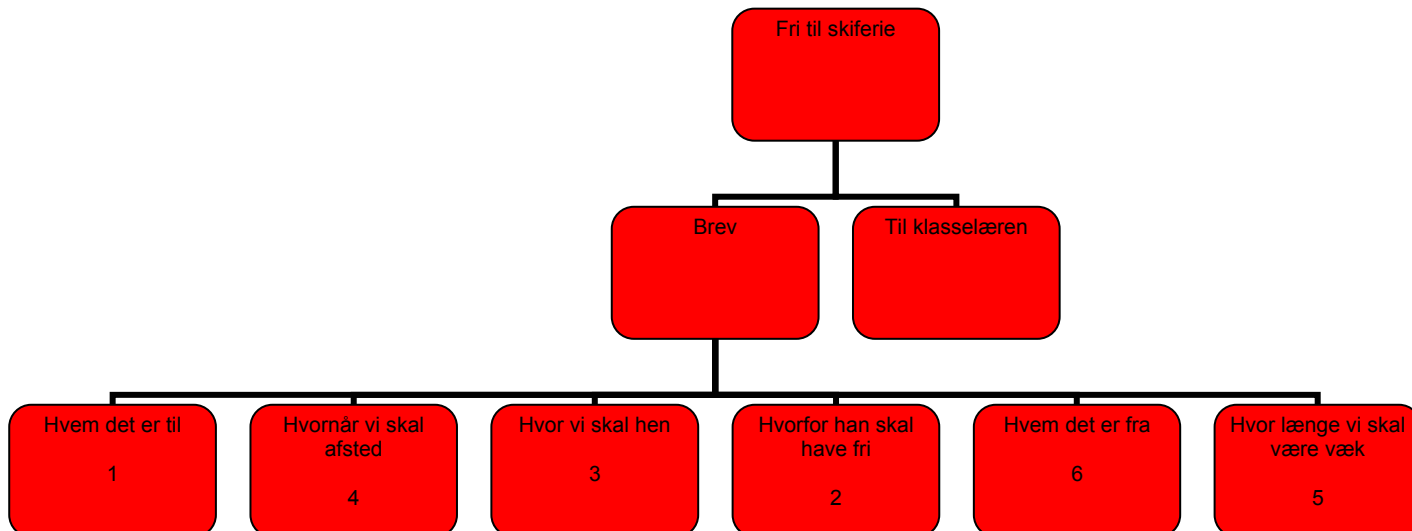 Fri til skiferie
Brev
Til klasselæren
Hvem det er til
1
Hvornår vi skal
afsted
4
Hvor vi skal hen
3
Hvorfor han skal
have fri
2
Hvem det er fra
6
Hvor længe vi skal
være væk
5